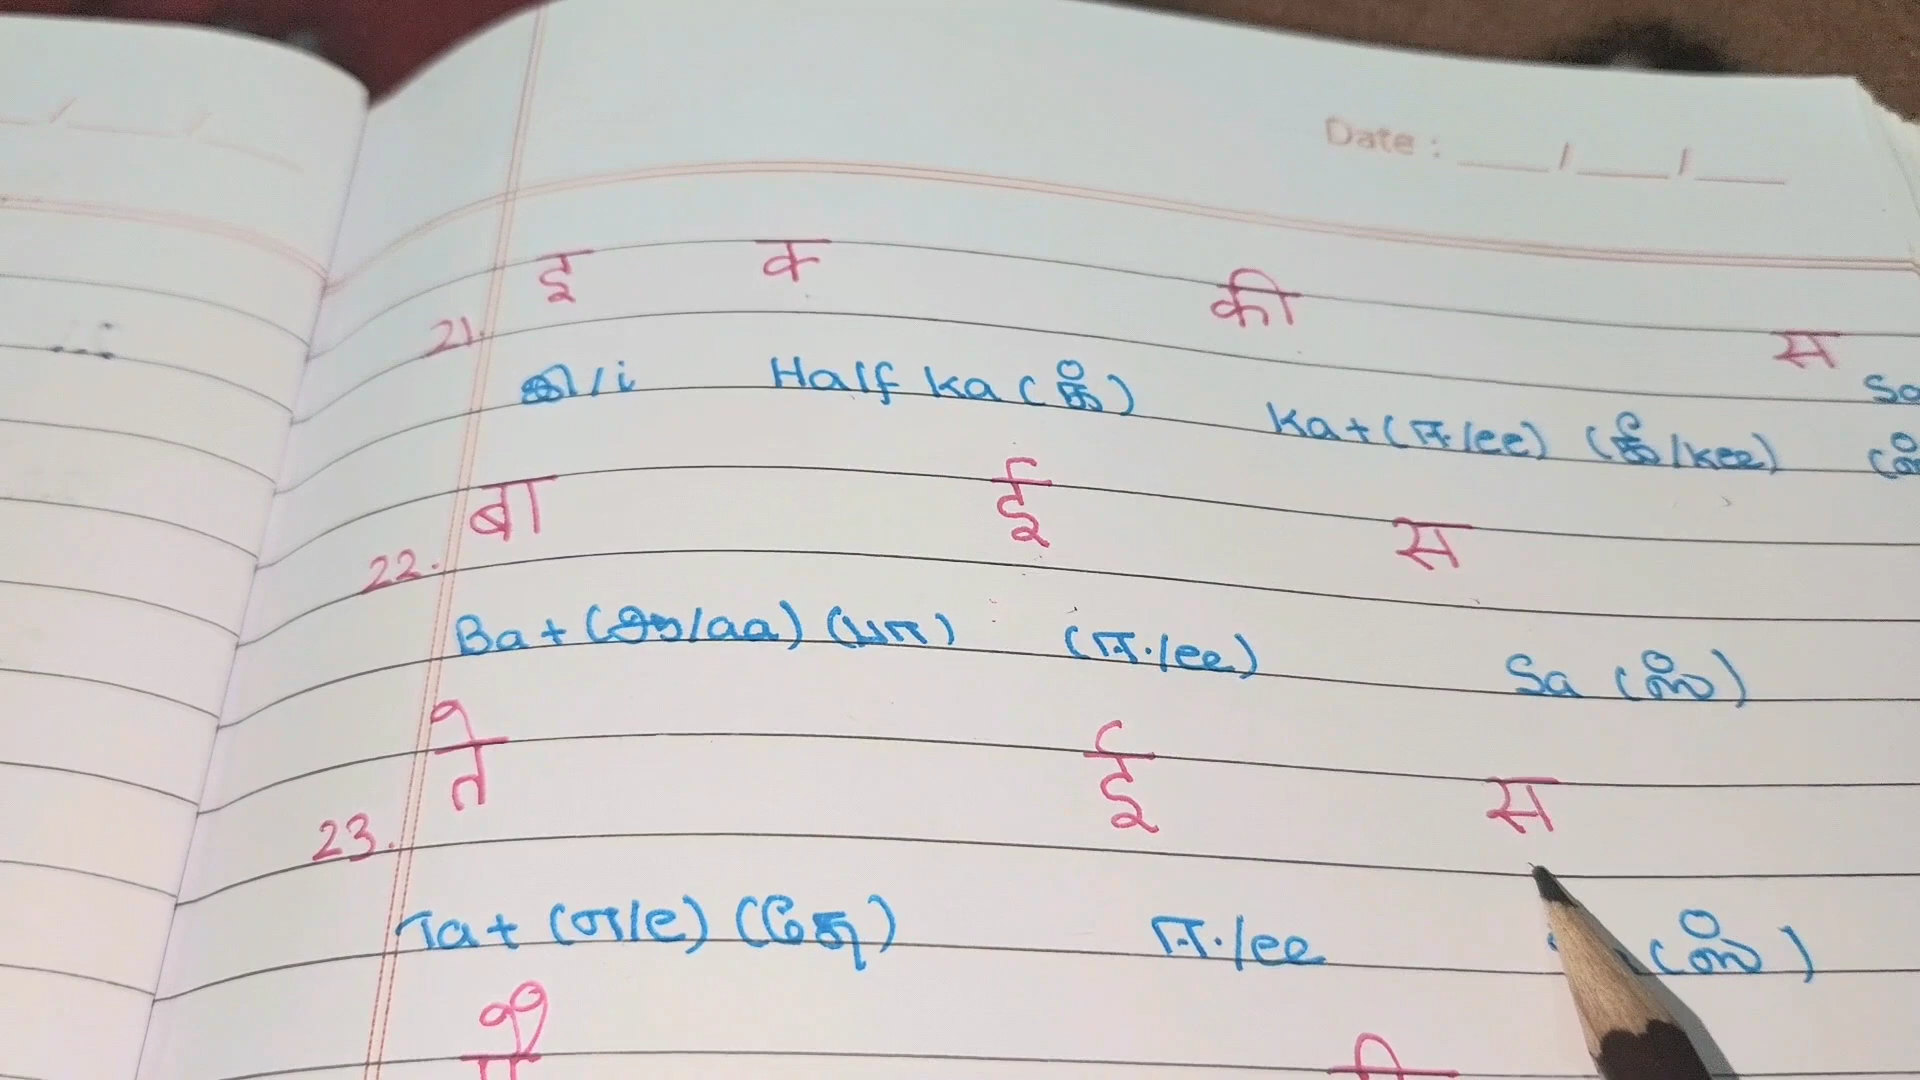 Date : ___/___/___
21. इ क की स
இ/i Half ka (க்) Ka+(ஈ/ee) (கீ/kee)
22. बा ई स
Ba+(ஆ/aa) (பா) (ஈ/ee) Sa (ஸ்)
23. ते ई स
Ta+(ஏ/e) (தே) ஈ/ee (ஸ்)